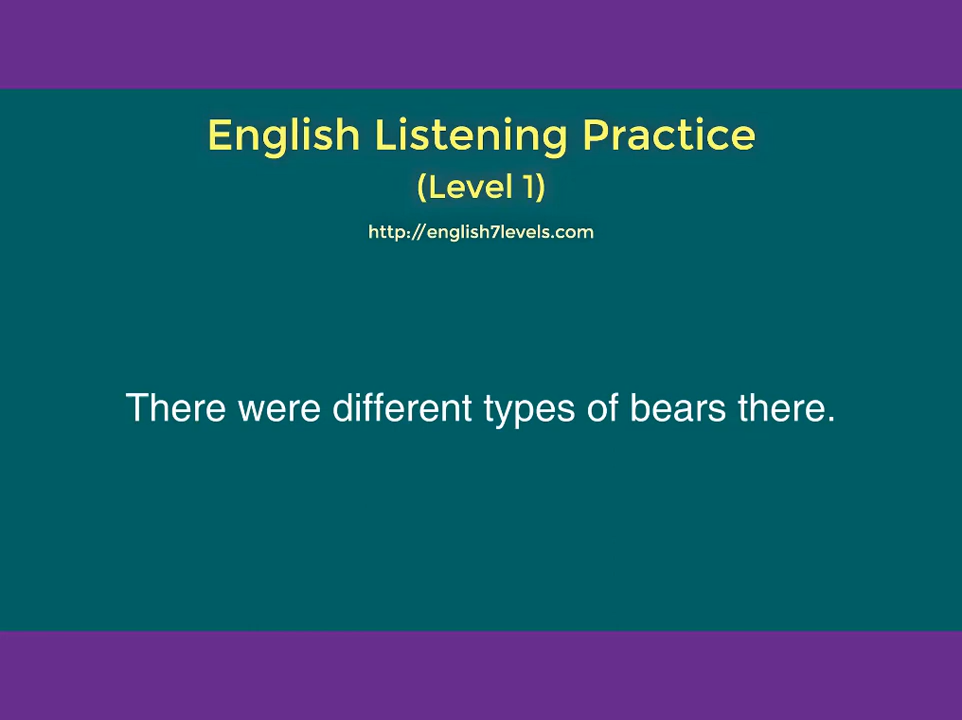 English Listening Practice
(Level 1)
http://english7levels.com
There were different types of bears there.